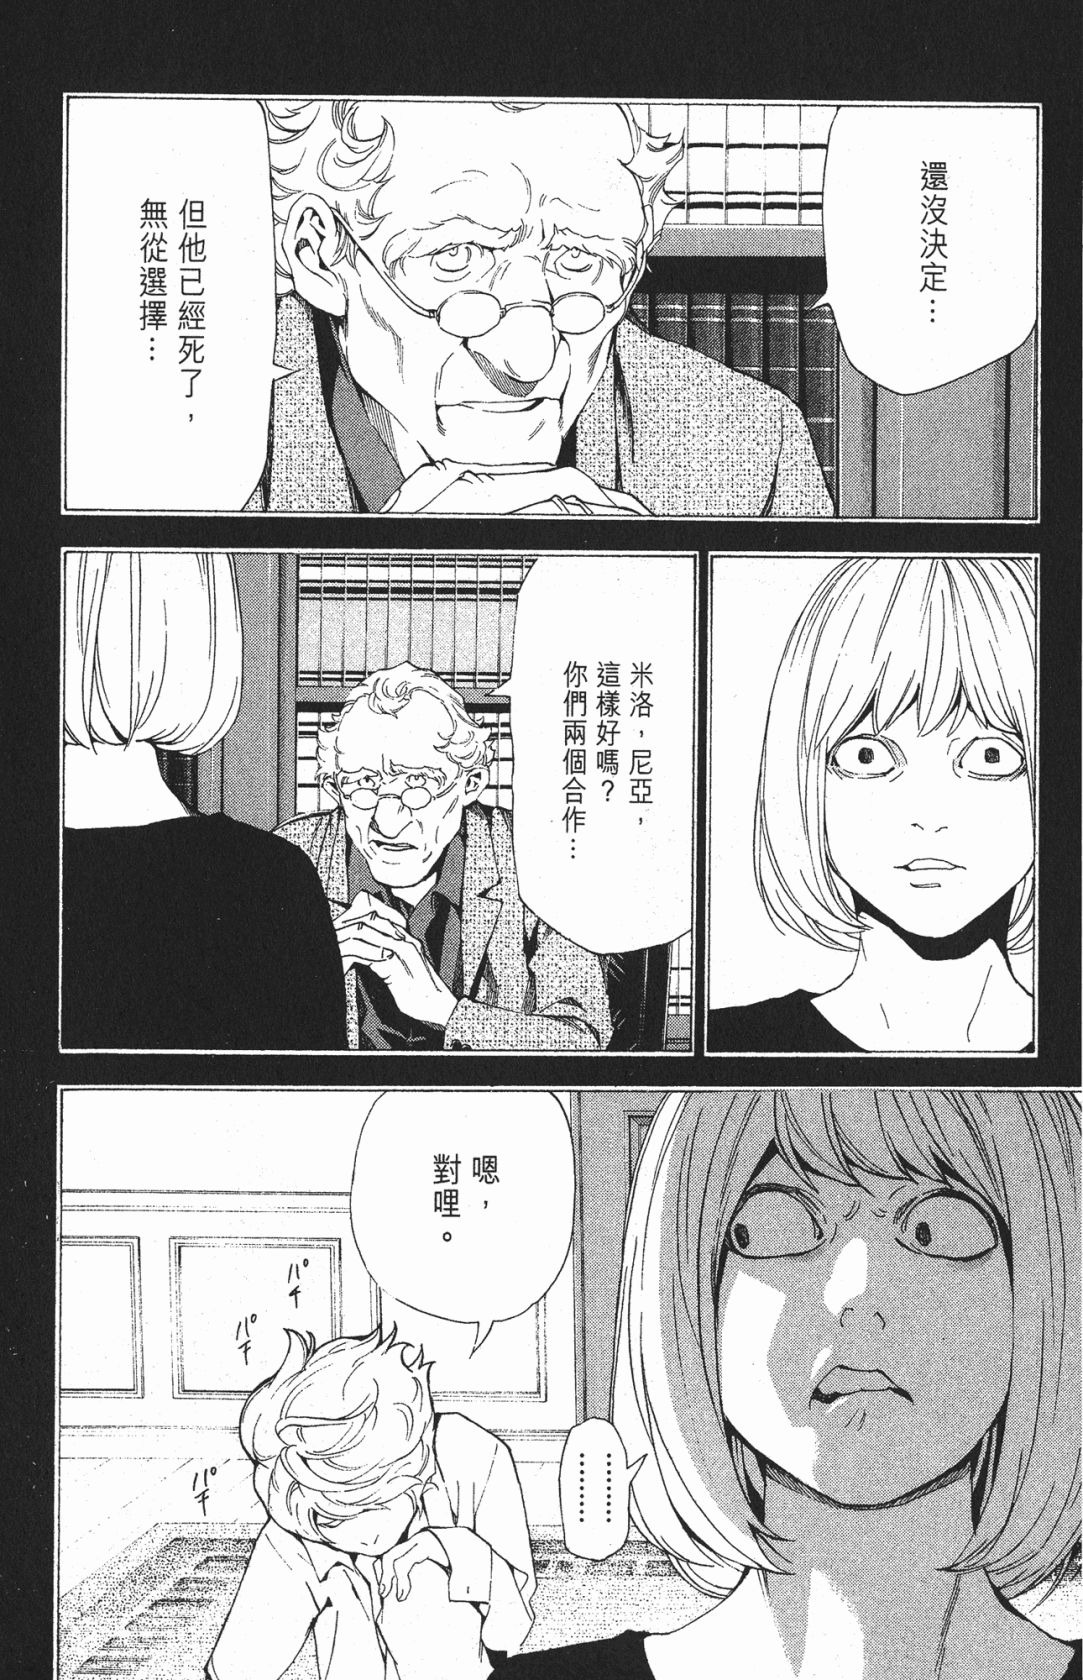 還沒決定…
但他已經死了，
無從選擇…
米洛，尼亞，
這樣好嗎？
你們兩個合作…
嗯，
對哩。
…………
パチ
パチ
パチ